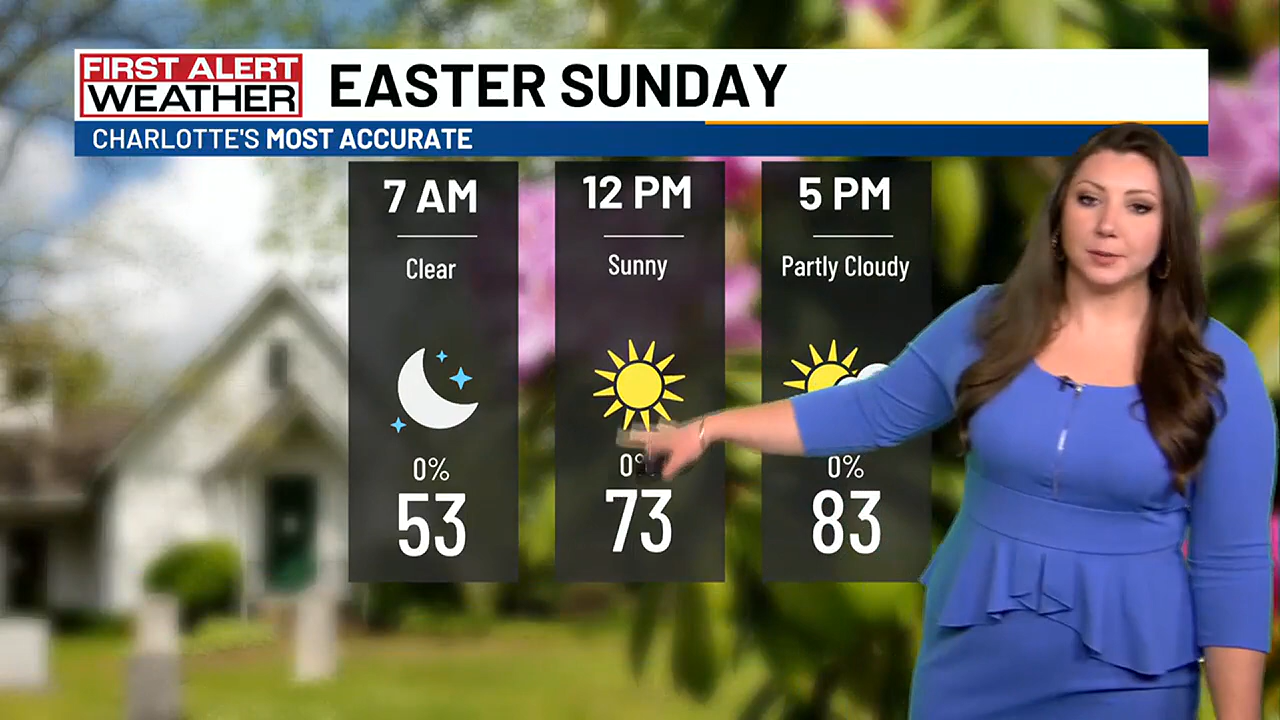 FIRST ALERT
WEATHER
EASTER SUNDAY
CHARLOTTE'S MOST ACCURATE
7 AM
Clear
0%
53
12 PM
Sunny
73
5 PM
Partly Cloudy
0%
83